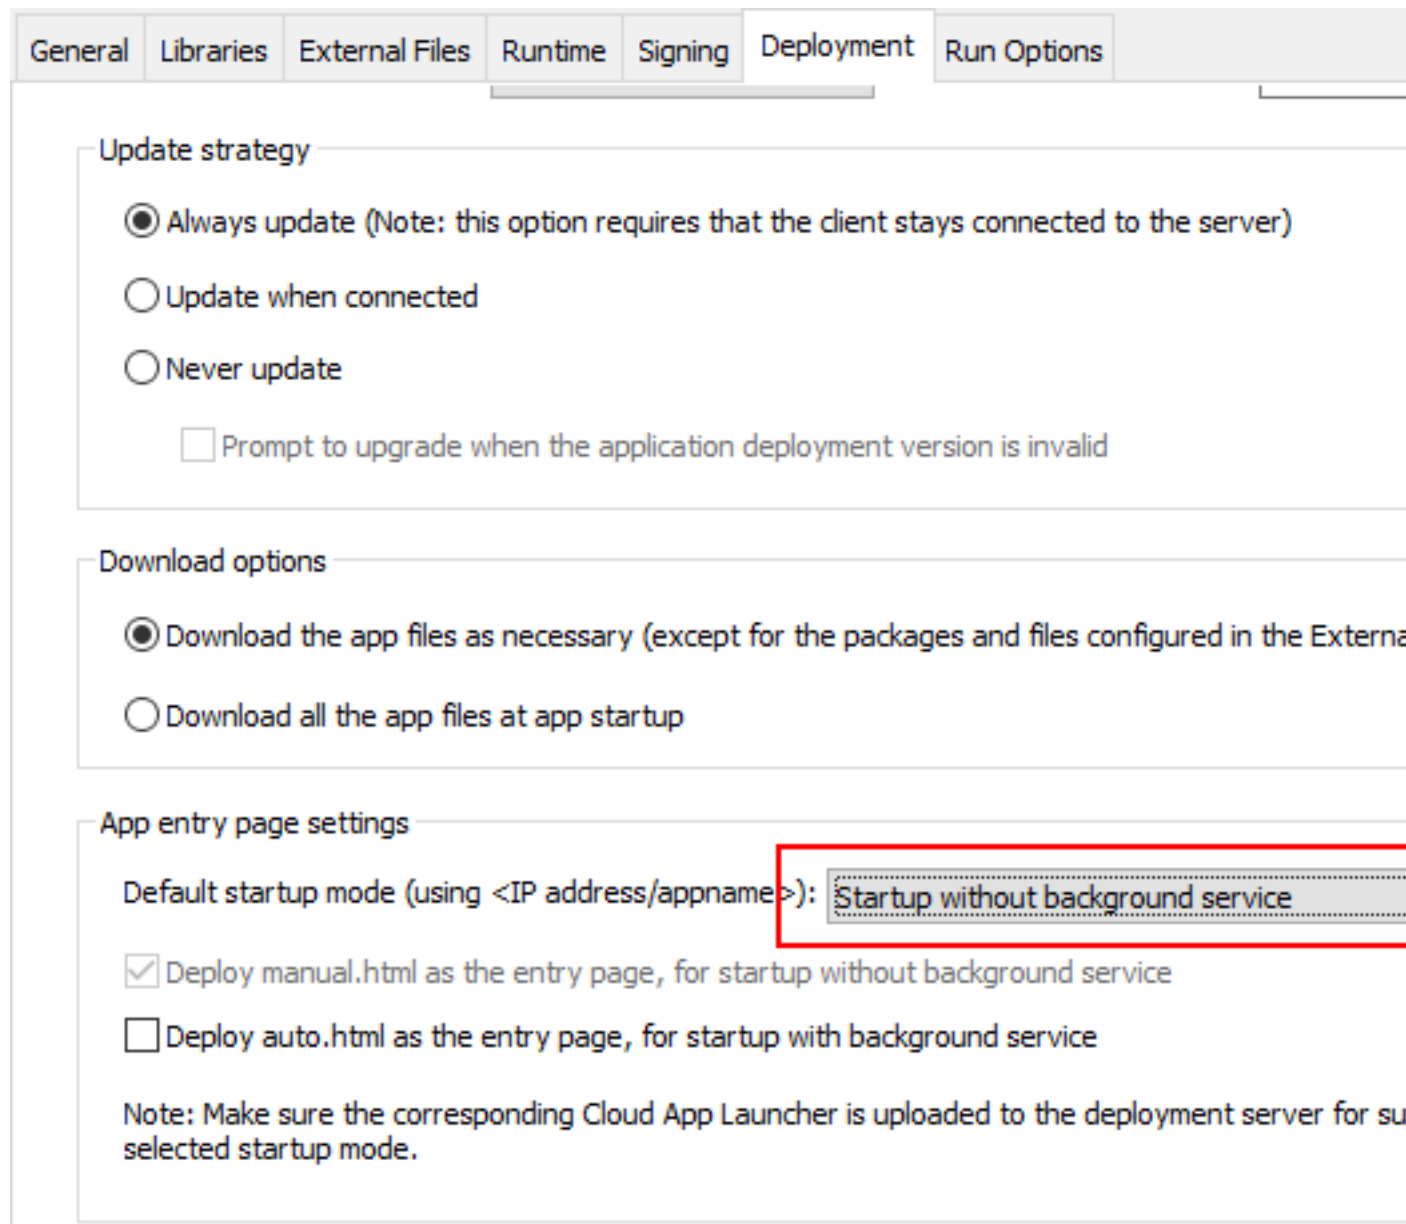 General Libraries External Files Runtime Signing Deployment Run Options
Update strategy
Always update (Note: this option requires that the client stays connected to the server)
Update when connected
Never update
Prompt to upgrade when the application deployment version is invalid
Download options
Download the app files as necessary (except for the packages and files configured in the Externa
Download all the app files at app startup
App entry page settings
Default startup mode (using <IP address/appname>): Startup without background service
Deploy manual.html as the entry page, for startup without background service
Deploy auto.html as the entry page, for startup with background service
Note: Make sure the corresponding Cloud App Launcher is uploaded to the deployment server for su
selected startup mode.